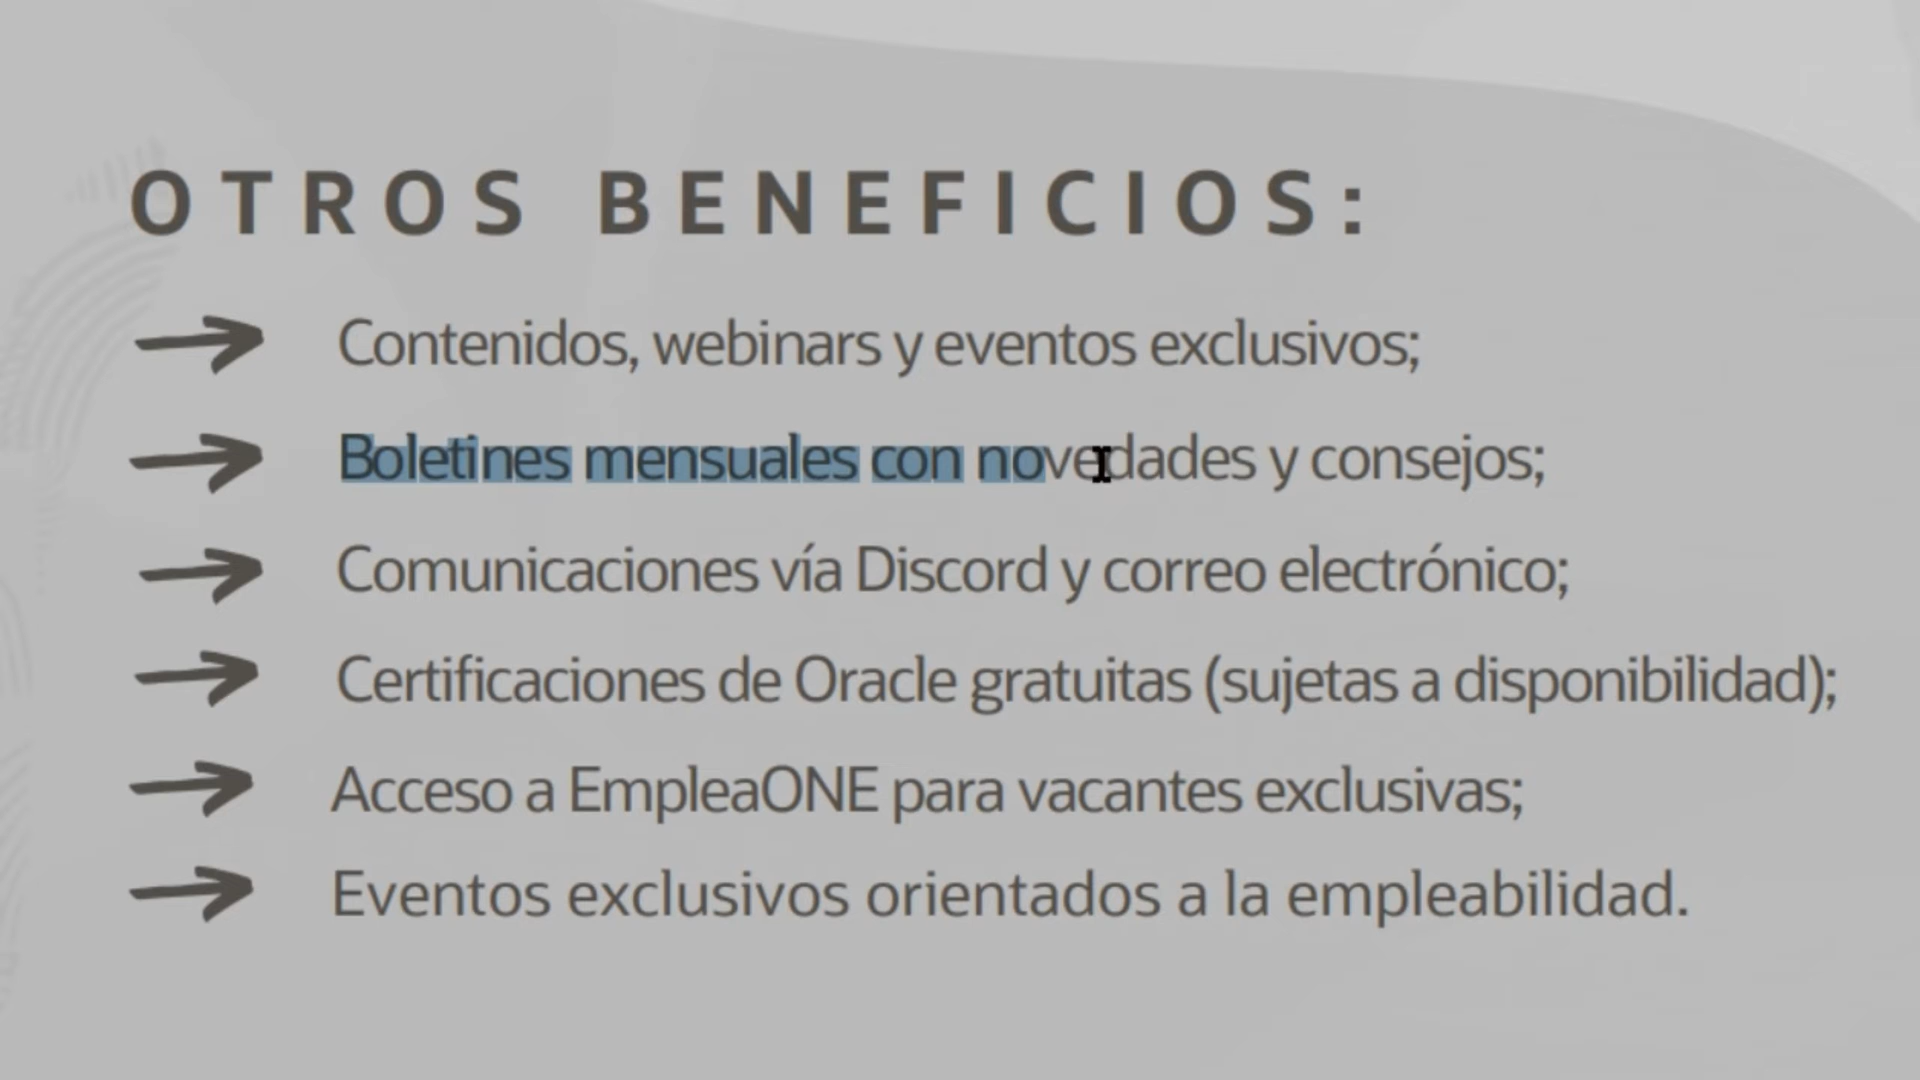 OTROS BENEFICIOS:
Contenidos, webinars y eventos exclusivos;
Boletines mensuales con novedades y consejos;
Comunicaciones vía Discord y correo electrónico;
Certificaciones de Oracle gratuitas (sujetas a disponibilidad);
Acceso a EmpleaONE para vacantes exclusivas;
Eventos exclusivos orientados a la empleabilidad.